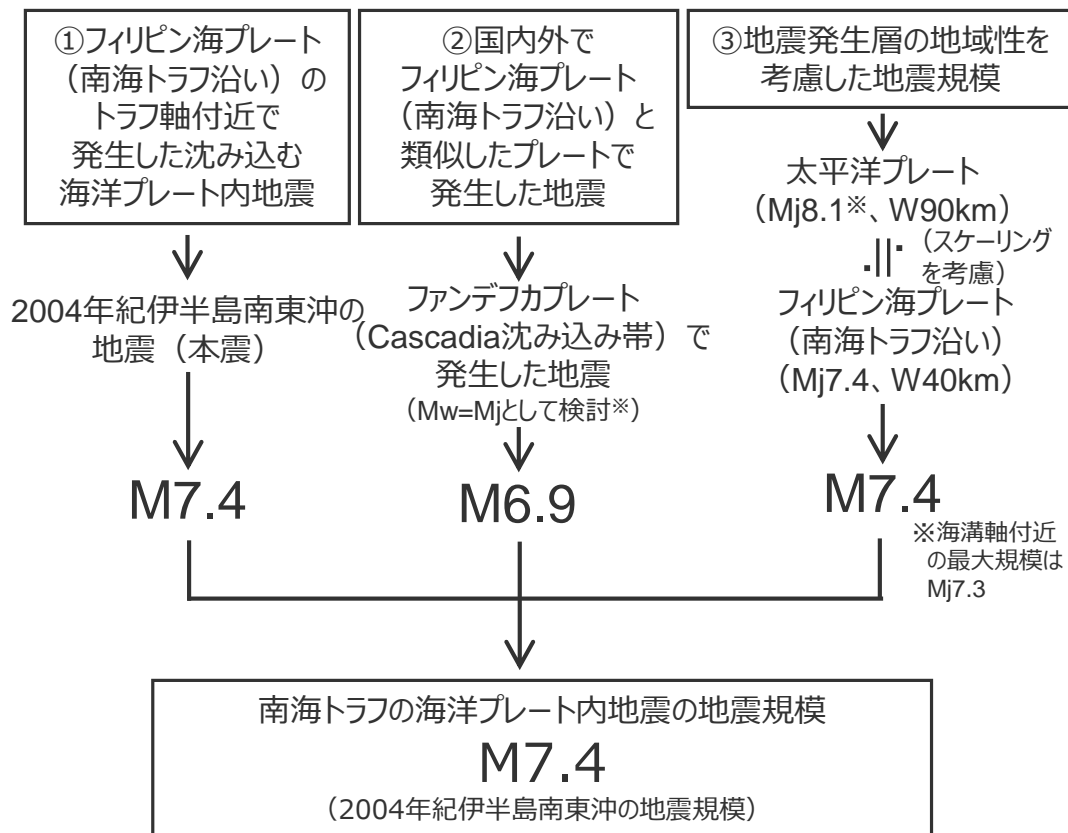 ①フィリピン海プレート
（南海トラフ沿い）の
トラフ軸付近で
発生した沈み込む
海洋プレート内地震
2004年紀伊半島南東沖の
地震（本震）
M7.4
②国内外で
フィリピン海プレート
（南海トラフ沿い）と
類似したプレートで
発生した地震
ファンデフカプレート
（Cascadia沈み込み帯）で
発生した地震
（Mw=Mjとして検討※）
M6.9
③地震発生層の地域性を
考慮した地震規模
太平洋プレート
（Mj8.1※、W90km）
（スケーリング
を考慮）
フィリピン海プレート
（南海トラフ沿い）
（Mj7.4、W40km）
M7.4
※海溝軸付近
の最大規模は
Mj7.3
南海トラフの海洋プレート内地震の地震規模
M7.4
（2004年紀伊半島南東沖の地震規模）